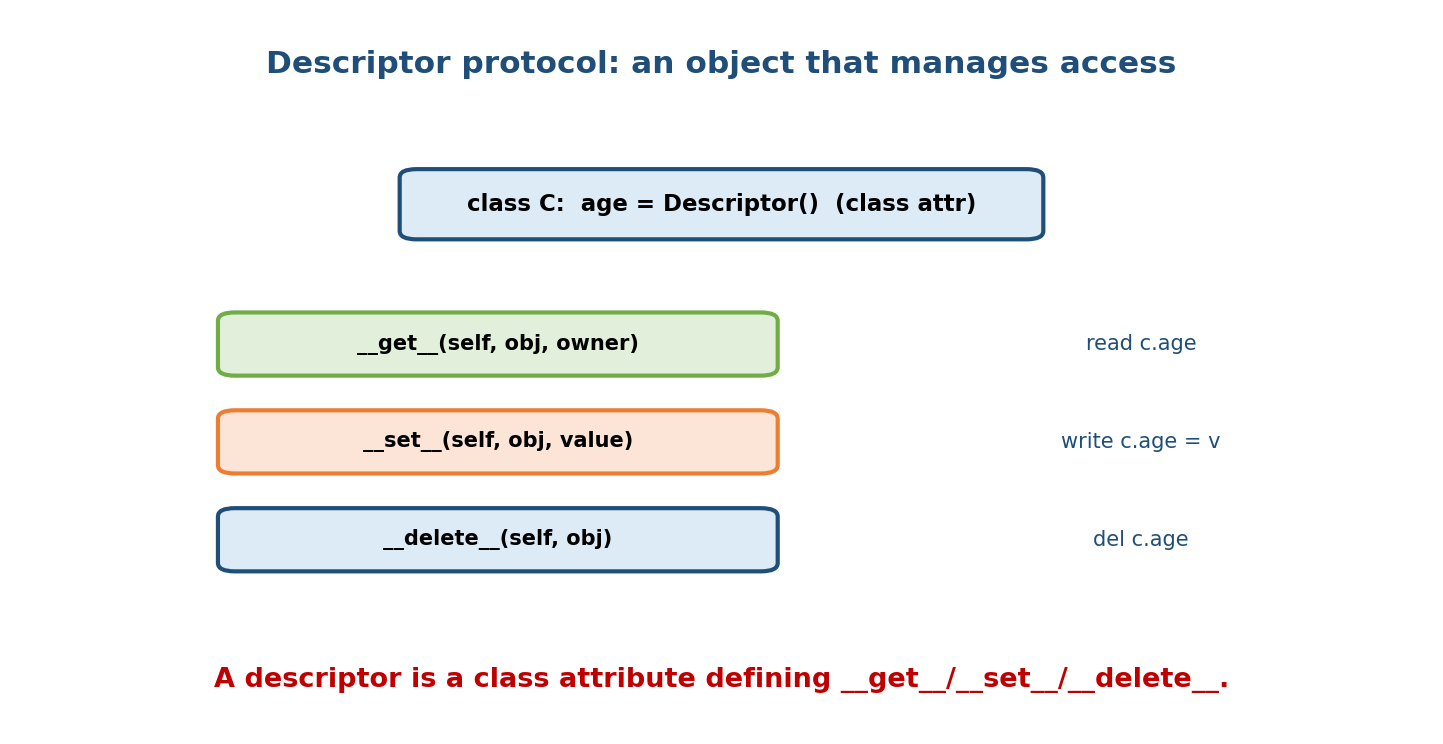 Descriptor protocol: an object that manages access
class C:  age = Descriptor()  (class attr)
__get__(self, obj, owner)
read c.age
__set__(self, obj, value)
write c.age = v
__delete__(self, obj)
del c.age
A descriptor is a class attribute defining __get__/__set__/__delete__.